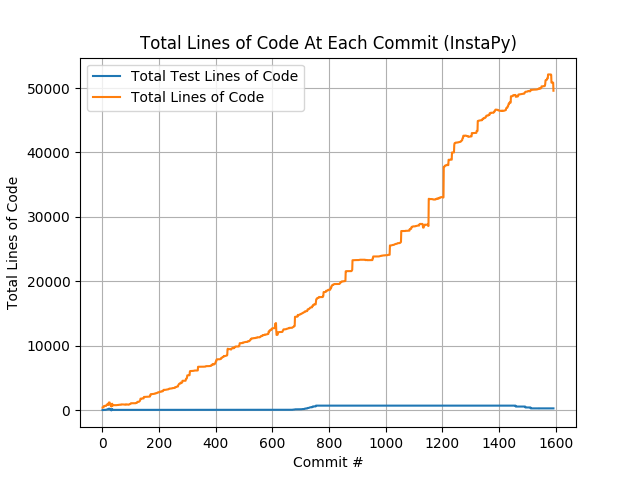 Total Lines of Code At Each Commit (InstaPy)
Total Test Lines of Code
Total Lines of Code
50000
40000
30000
20000
10000
0
Total Lines of Code
0 200 400 600 800 1000 1200 1400 1600
Commit #